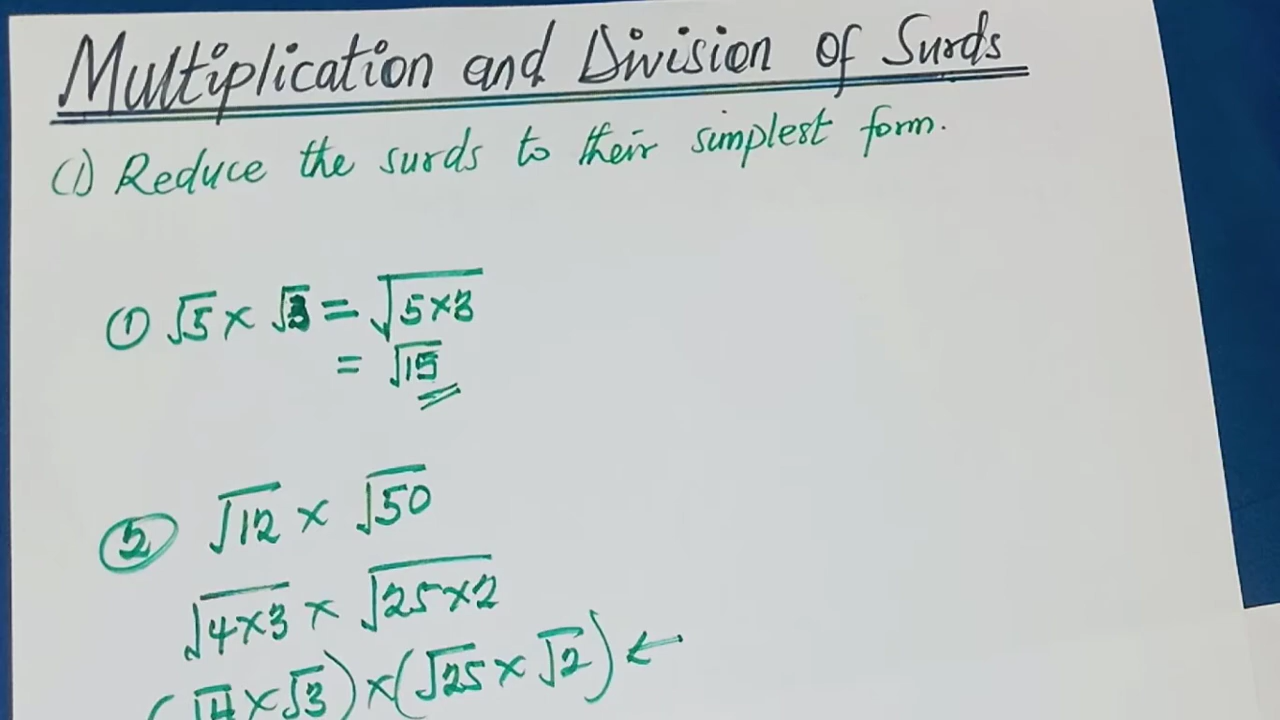 Multiplication and Division of Surds
(1) Reduce the surds to their simplest form.
① √5 × √3 = √5×3
= √15
② √12 × √50
√4×3 × √25×2
(√4 × √3) × (√25 × √2) ←